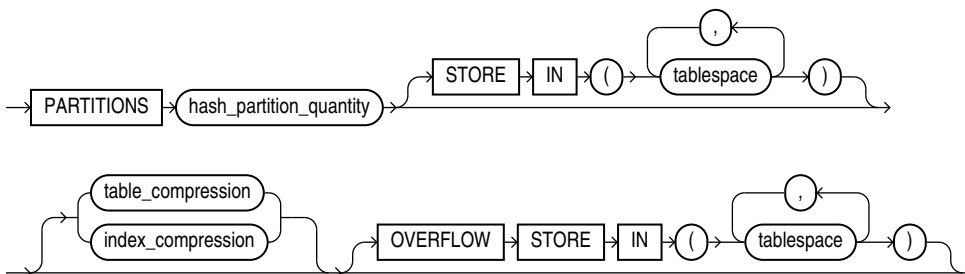 ,
STORE IN ( tablespace )
PARTITIONS hash_partition_quantity
table_compression
,
index_compression
OVERFLOW STORE IN ( tablespace )